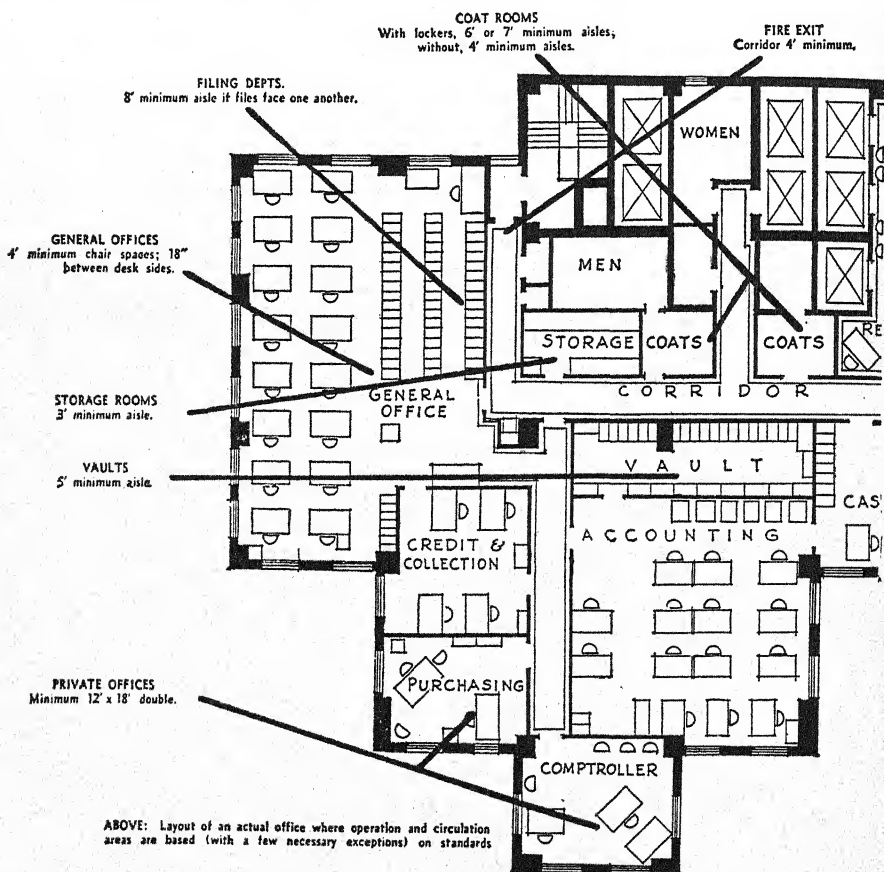 COAT ROOMS
With lockers, 6' or 7' minimum aisles;
without, 4' minimum aisles.
FIRE EXIT
Corridor 4' minimum.
FILING DEPTS.
8' minimum aisle if files face one another.
WOMEN
GENERAL OFFICES
4' minimum chair spaces; 18"
between desk sides.
MEN
STORAGE
COATS
COATS
RE
STORAGE ROOMS
3' minimum aisle.
GENERAL
OFFICE
CORRIDOR
VAULTS
5' minimum aisle.
VAULT
CAS
CREDIT &
COLLECTION
ACCOUNTING
PRIVATE OFFICES
Minimum 12' x 18' double.
PURCHASING
COMPTROLLER
ABOVE: Layout of an actual office where operation and circulation
areas are based (with a few necessary exceptions) on standards